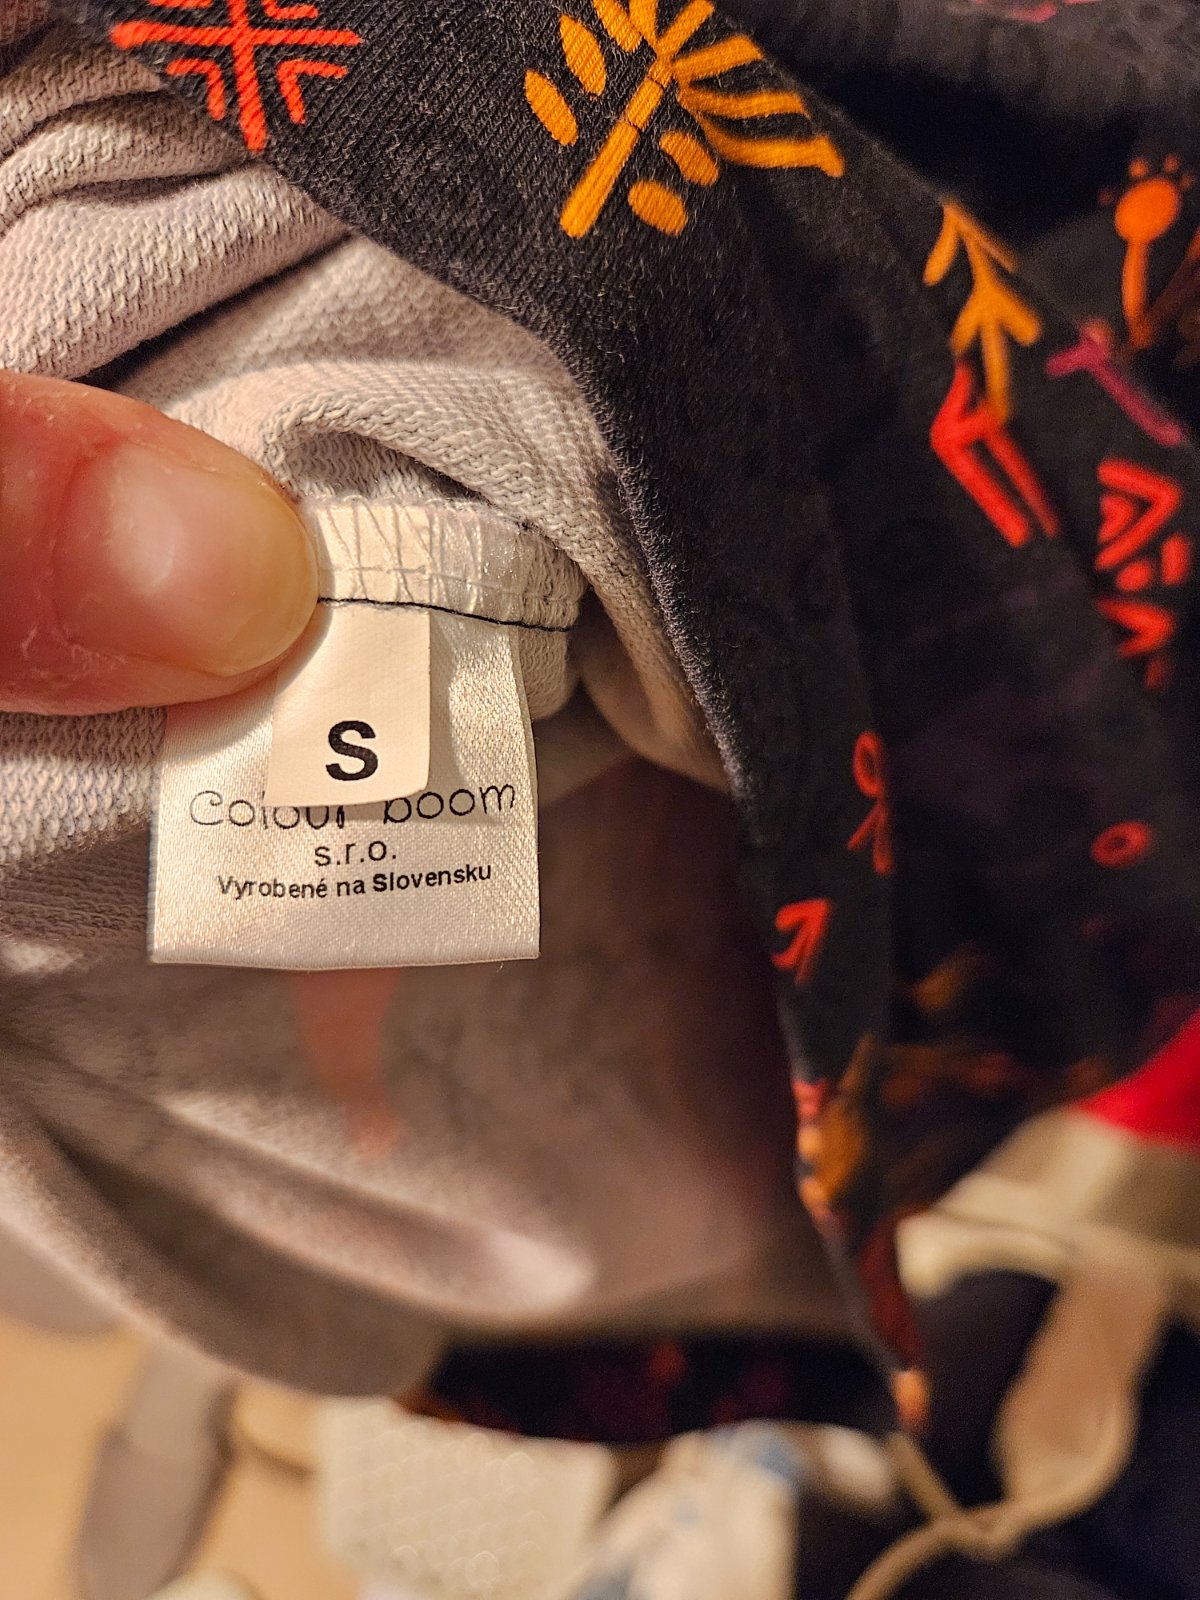 S
colour boom
s.r.o.
Vyrobené na Slovensku